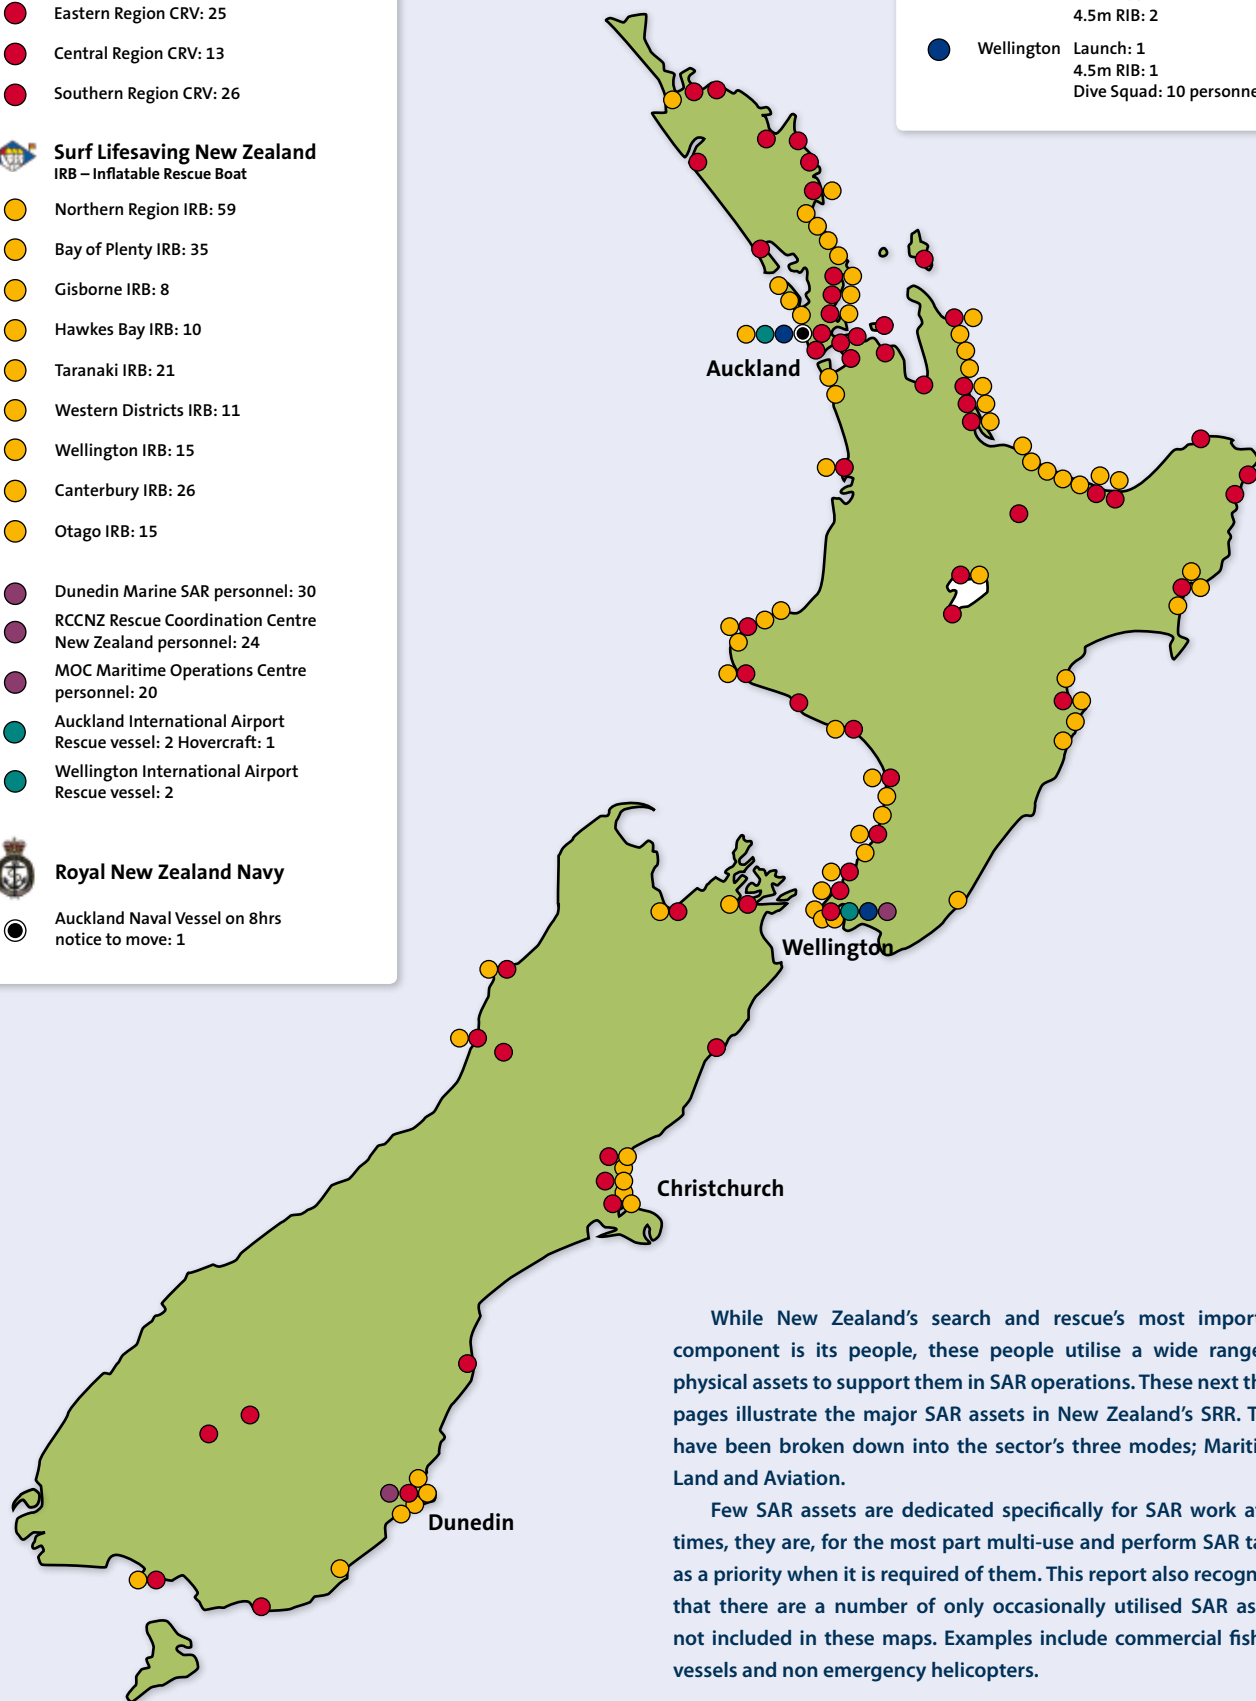 Eastern Region CRV: 25
Central Region CRV: 13
Southern Region CRV: 26
Surf Lifesaving New Zealand
IRB – Inflatable Rescue Boat
Northern Region IRB: 59
Bay of Plenty IRB: 35
Gisborne IRB: 8
Hawkes Bay IRB: 10
Taranaki IRB: 21
Western Districts IRB: 11
Wellington IRB: 15
Canterbury IRB: 26
Otago IRB: 15
Dunedin Marine SAR personnel: 30
RCCNZ Rescue Coordination Centre
New Zealand personnel: 24
MOC Maritime Operations Centre
personnel: 20
Auckland International Airport
Rescue vessel: 2 Hovercraft: 1
Wellington International Airport
Rescue vessel: 2
Royal New Zealand Navy
Auckland Naval Vessel on 8hrs
notice to move: 1
4.5m RIB: 2
Wellington Launch: 1
4.5m RIB: 1
Dive Squad: 10 personne
Auckland
Wellington
Christchurch
Dunedin
While New Zealand’s search and rescue’s most impor
component is its people, these people utilise a wide range
physical assets to support them in SAR operations. These next th
pages illustrate the major SAR assets in New Zealand’s SRR. T
have been broken down into the sector’s three modes; Mariti
Land and Aviation.
Few SAR assets are dedicated specifically for SAR work a
times, they are, for the most part multi-use and perform SAR ta
as a priority when it is required of them. This report also recogn
that there are a number of only occasionally utilised SAR as
not included in these maps. Examples include commercial fish
vessels and non emergency helicopters.